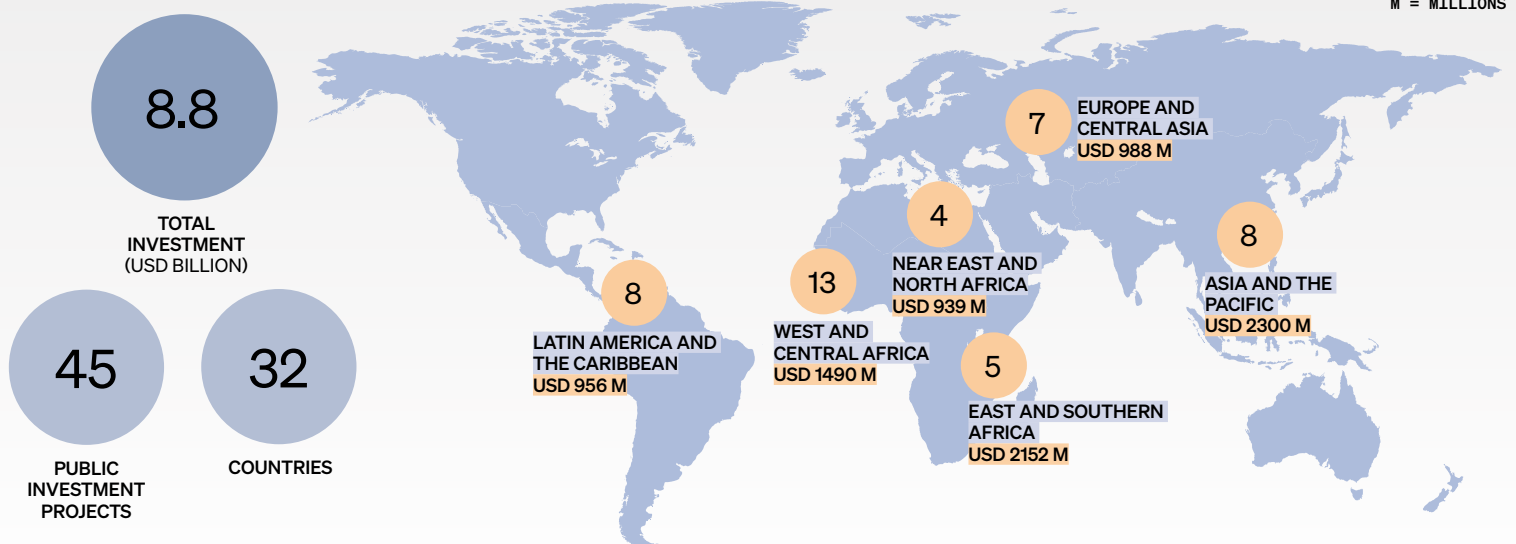 M = MILLIONS
8.8
TOTAL
INVESTMENT
(USD BILLION)
45
PUBLIC
INVESTMENT
PROJECTS
32
COUNTRIES
7
EUROPE AND
CENTRAL ASIA
USD 988 M
4
NEAR EAST AND
NORTH AFRICA
USD 939 M
8
ASIA AND THE
PACIFIC
USD 2300 M
8
LATIN AMERICA AND
THE CARIBBEAN
USD 956 M
13
WEST AND
CENTRAL AFRICA
USD 1490 M
5
EAST AND SOUTHERN
AFRICA
USD 2152 M